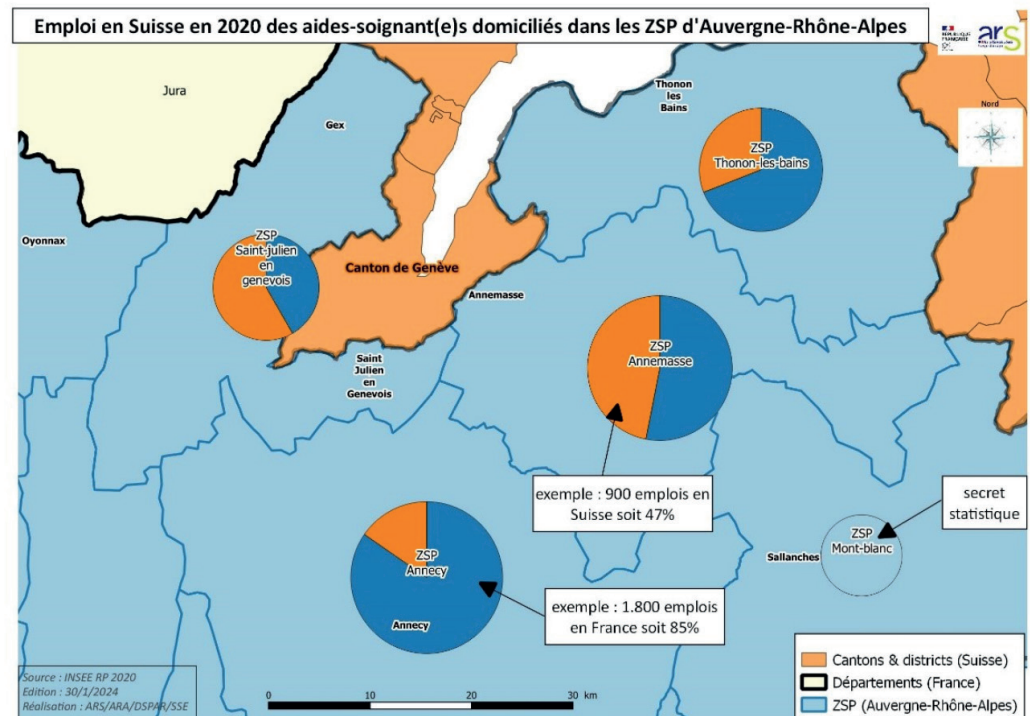 Emploi en Suisse en 2020 des aides-soignant(e)s domiciliés dans les ZSP d'Auvergne-Rhône-Alpes
RÉPUBLIQUE
FRANÇAISE
ars
Jura
Gex
Thonon
les
Bains
Nord
ZSP
Thonon-les-bains
Oyonnax
ZSP
Saint-julien
en
genevois
Canton de Genève
Annemasse
Saint
Julien
en
Genevois
ZSP
Annemasse
exemple : 900 emplois en
Suisse soit 47%
secret
statistique
ZSP
Mont-blanc
Sallanches
ZSP
Annecy
Annecy
exemple : 1.800 emplois
en France soit 85%
Source : INSEE RP 2020
Edition : 30/1/2024
Réalisation : ARS/ARA/DSPAR/SSE
0 10 20 30 km
Cantons & districts (Suisse)
Départements (France)
ZSP (Auvergne-Rhône-Alpes)